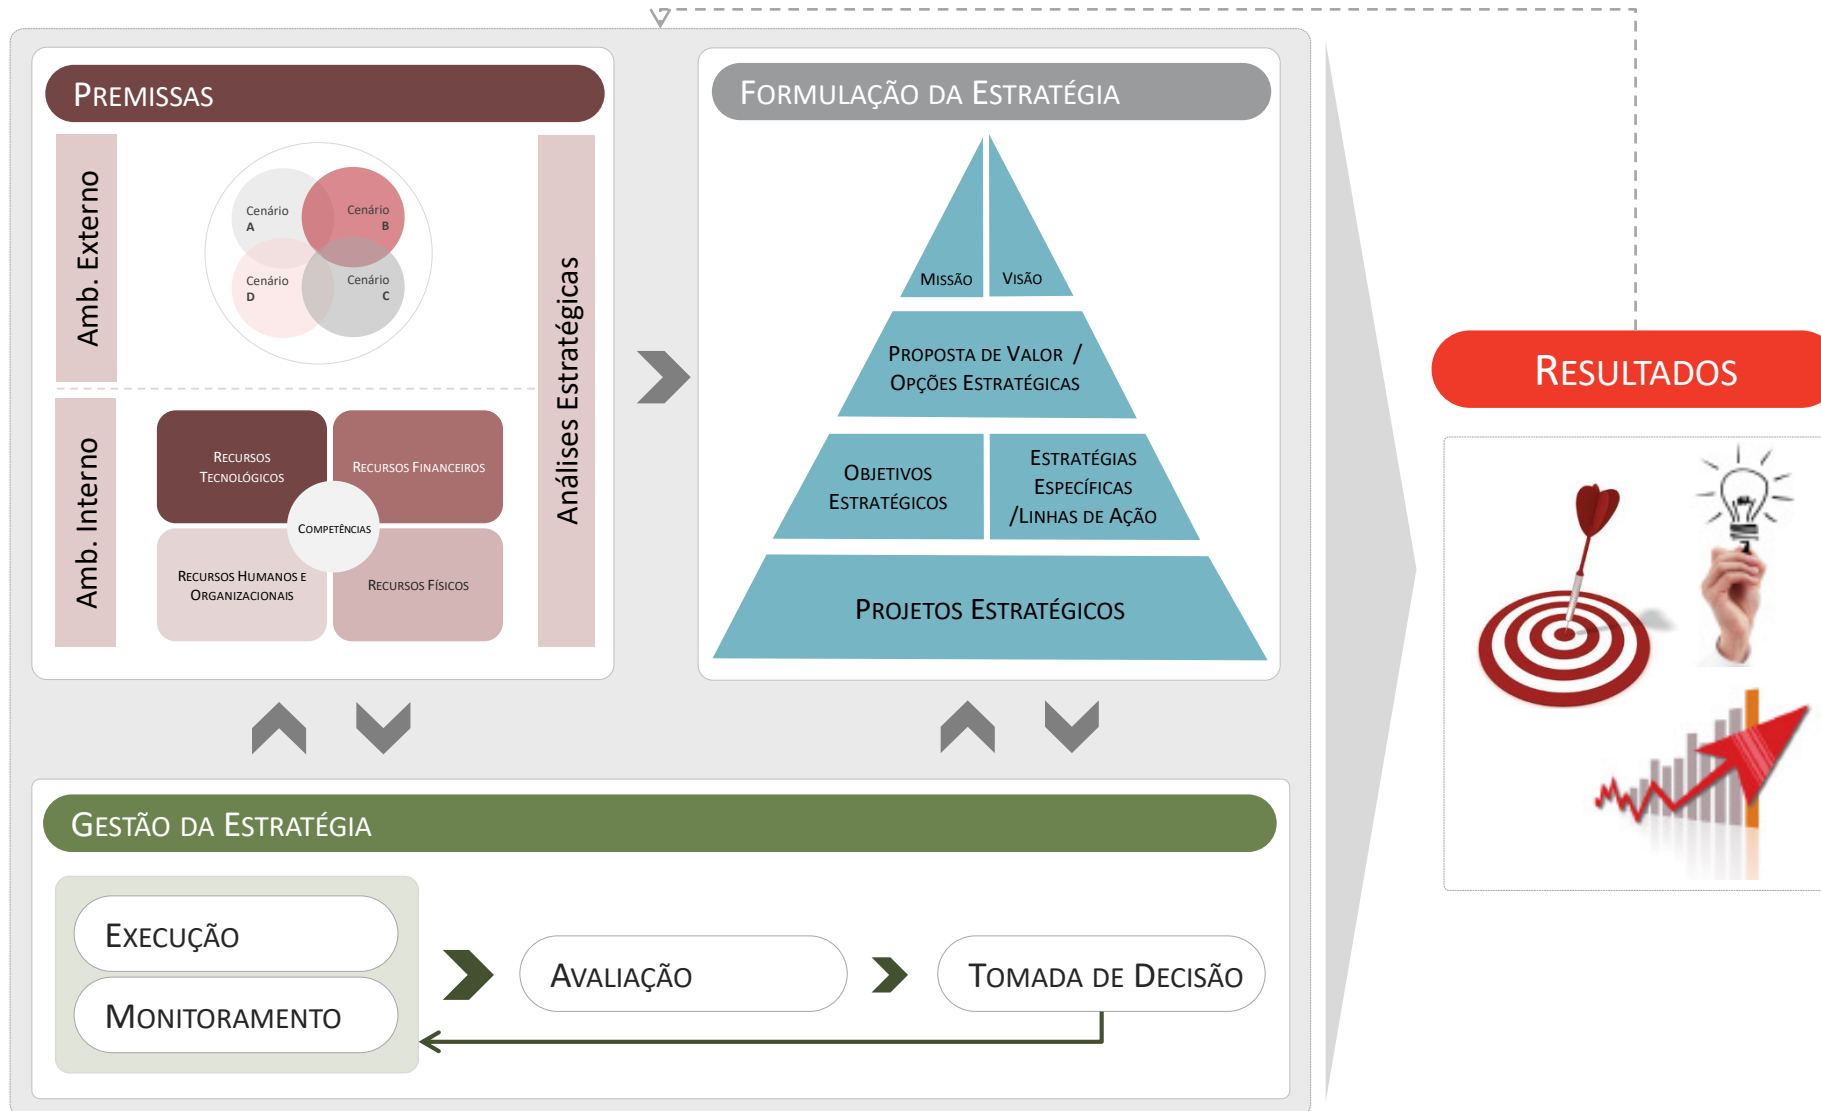 Premissas
Amb. Externo
Cenário
A
Cenário
B
Cenário
D
Cenário
C
Amb. Interno
Recursos
Tecnológicos
Recursos Financeiros
Competências
Recursos Humanos e
Organizacionais
Recursos Físicos
Análises Estratégicas
Formulação da Estratégia
Missão
Visão
Proposta de Valor /
Opções Estratégicas
Objetivos
Estratégicos
Estratégias
Específicas
/Linhas de Ação
Projetos Estratégicos
Resultados
Gestão da Estratégia
Execução
Monitoramento
Avaliação
Tomada de Decisão